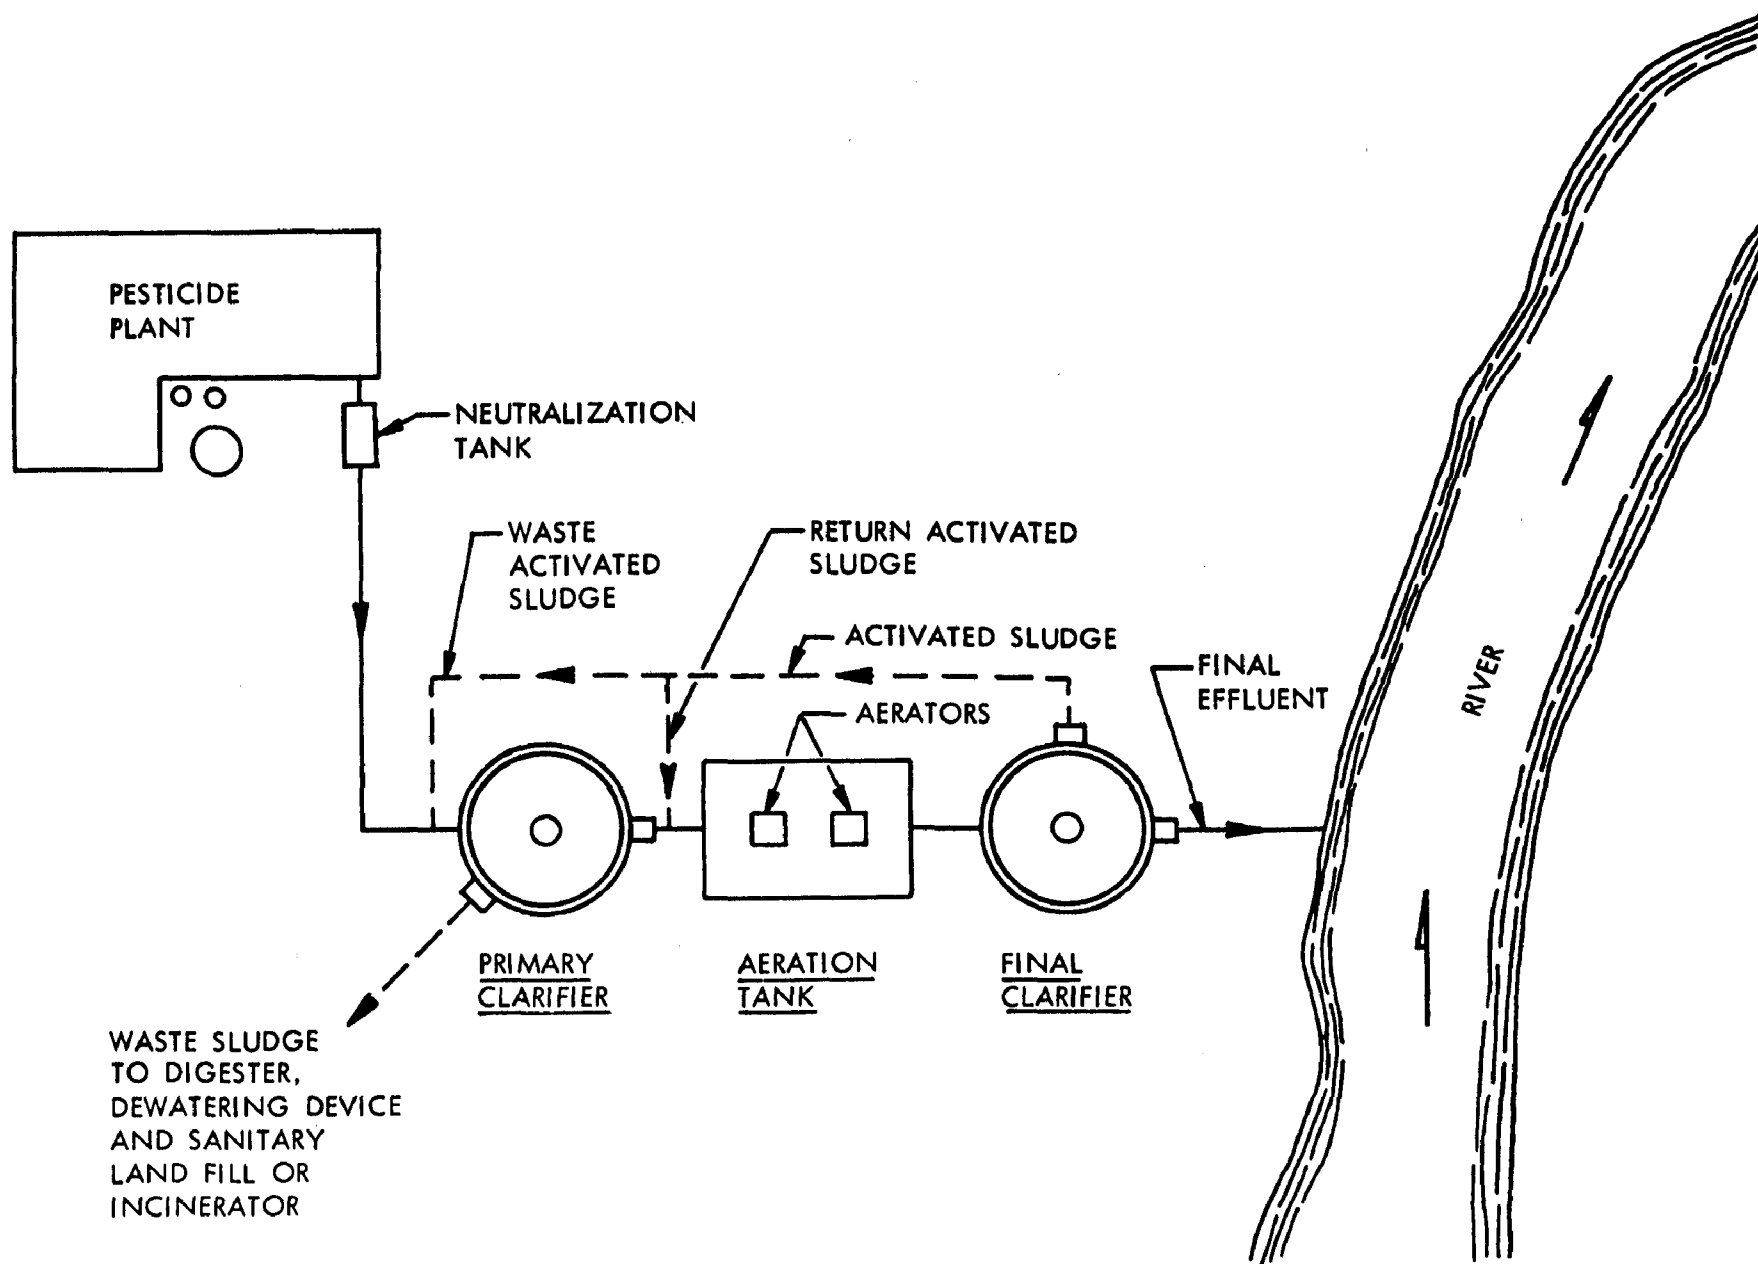 PESTICIDE
PLANT
NEUTRALIZATION
TANK
WASTE
ACTIVATED
SLUDGE
RETURN ACTIVATED
SLUDGE
ACTIVATED SLUDGE
AERATORS
FINAL
EFFLUENT
RIVER
PRIMARY
CLARIFIER
AERATION
TANK
FINAL
CLARIFIER
WASTE SLUDGE
TO DIGESTER,
DEWATERING DEVICE
AND SANITARY
LAND FILL OR
INCINERATOR